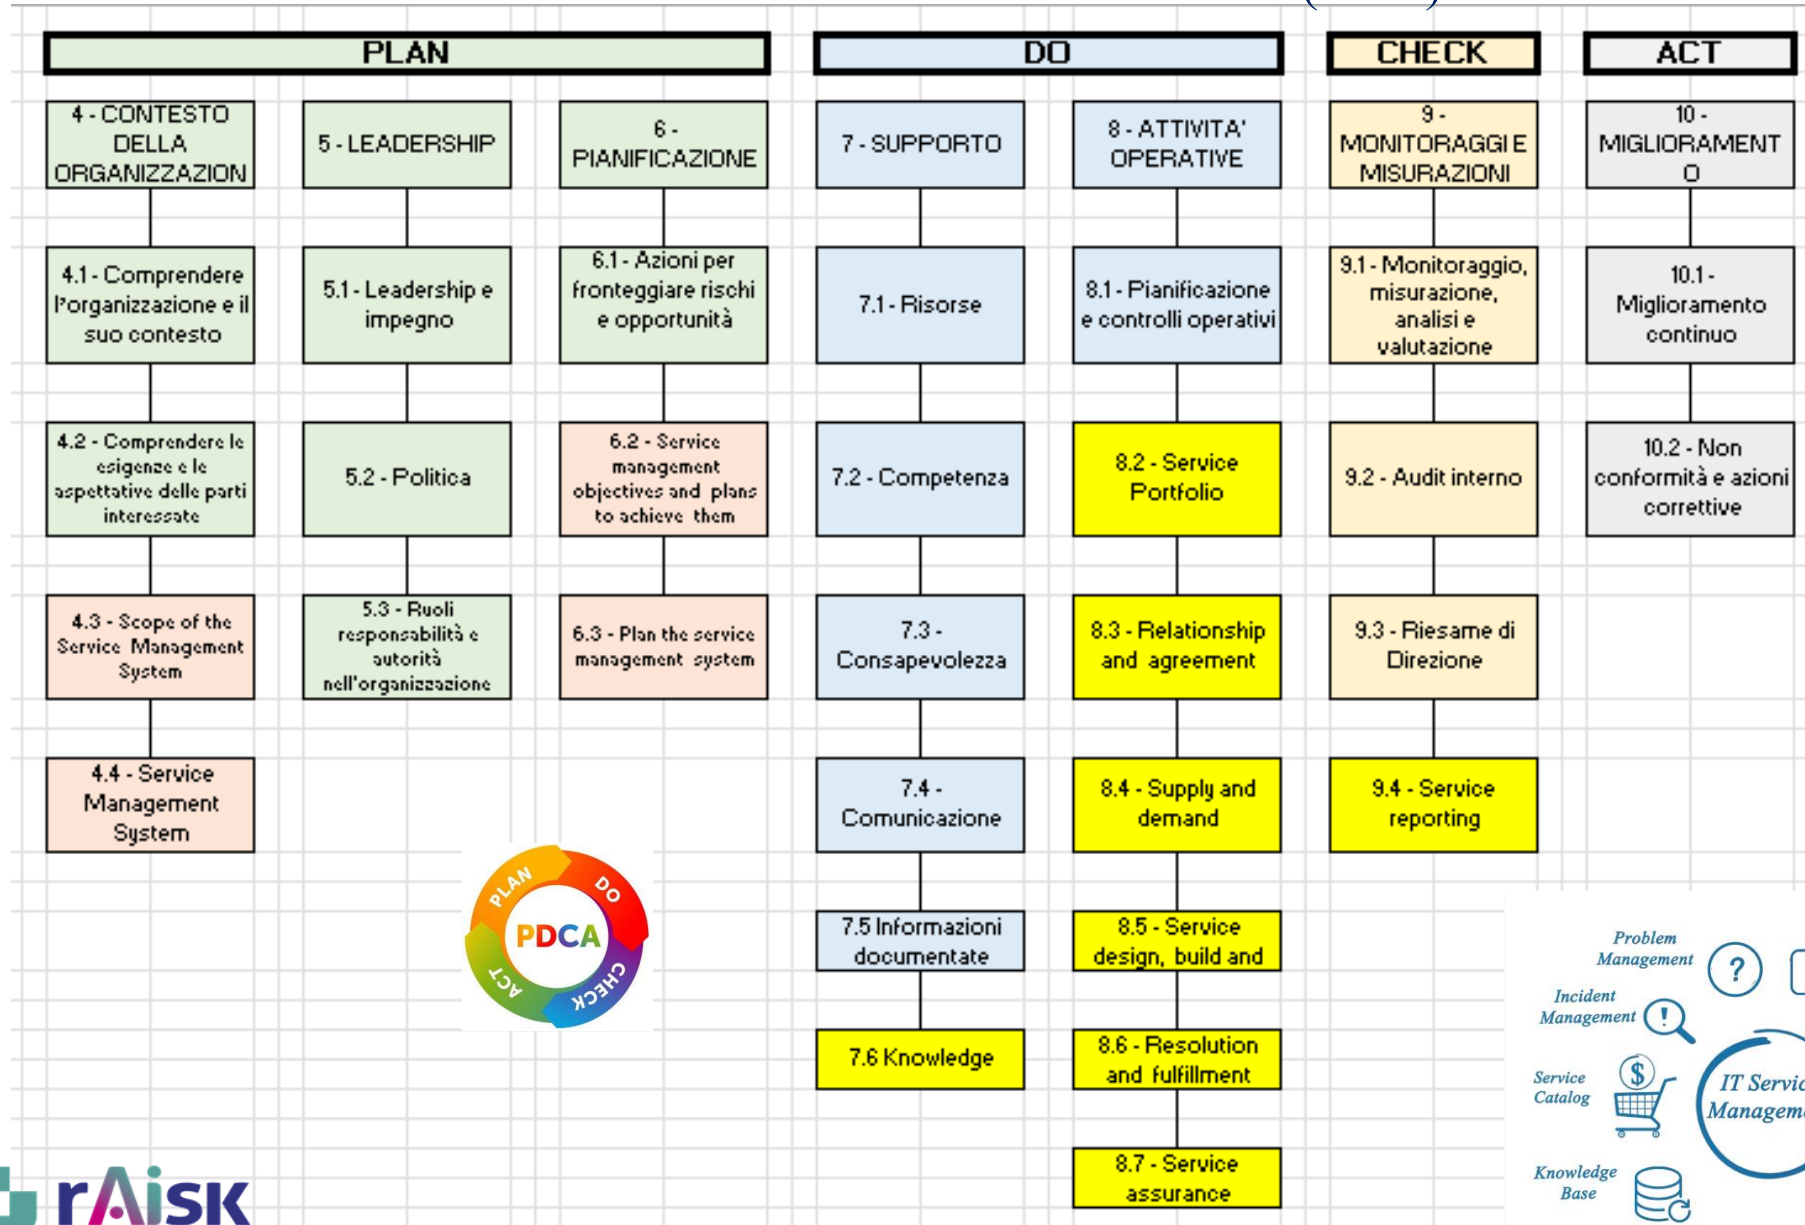 PLAN
DO
CHECK
ACT
4 - CONTESTO
DELLA
ORGANIZZAZION
5 - LEADERSHIP
6 -
PIANIFICAZIONE
7 - SUPPORTO
8 - ATTIVITA'
OPERATIVE
9 -
MONITORAGGI E
MISURAZIONI
10 -
MIGLIORAMENT
O
4.1 - Comprendere
l'organizzazione e il
suo contesto
5.1 - Leadership e
impegno
6.1 - Azioni per
fronteggiare rischi
e opportunità
7.1 - Risorse
8.1 - Pianificazione
e controlli operativi
9.1 - Monitoraggio,
misurazione,
analisi e
valutazione
10.1 -
Miglioramento
continuo
4.2 - Comprendere le
esigenze e le
aspettative delle parti
interessate
5.2 - Politica
6.2 - Service
management
objectives and plans
to achieve them
7.2 - Competenza
8.2 - Service
Portfolio
9.2 - Audit interno
10.2 - Non
conformità e azioni
correttive
4.3 - Scope of the
Service Management
System
5.3 - Ruoli
responsabilità e
autorità
nell'organizzazione
6.3 - Plan the service
management system
7.3 -
Consapevolezza
8.3 - Relationship
and agreement
9.3 - Riesame di
Direzione
4.4 - Service
Management
System
7.4 -
Comunicazione
8.4 - Supply and
demand
9.4 - Service
reporting
PLAN
DO
CHECK
ACT
PDCA
7.5 Informazioni
documentate
8.5 - Service
design, build and
7.6 Knowledge
8.6 - Resolution
and fulfillment
8.7 - Service
assurance
Problem
Management
?
Incident
Management
!
Service
Catalog
$
IT Servic
Managem
Knowledge
Base
rAisk